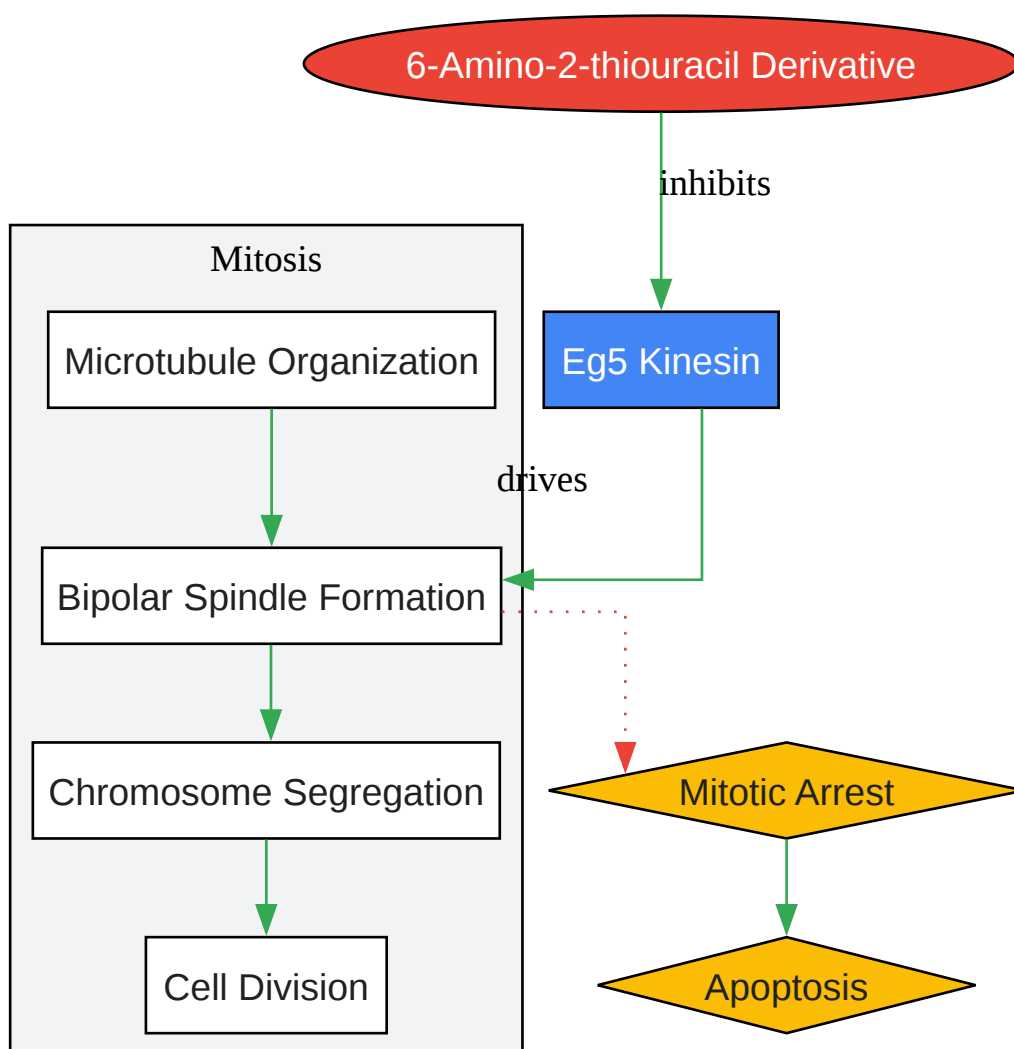 6-Amino-2-thiouracil Derivative
inhibits
Mitosis
Microtubule Organization
Eg5 Kinesin
drives
Bipolar Spindle Formation
Chromosome Segregation
Mitotic Arrest
Cell Division
Apoptosis